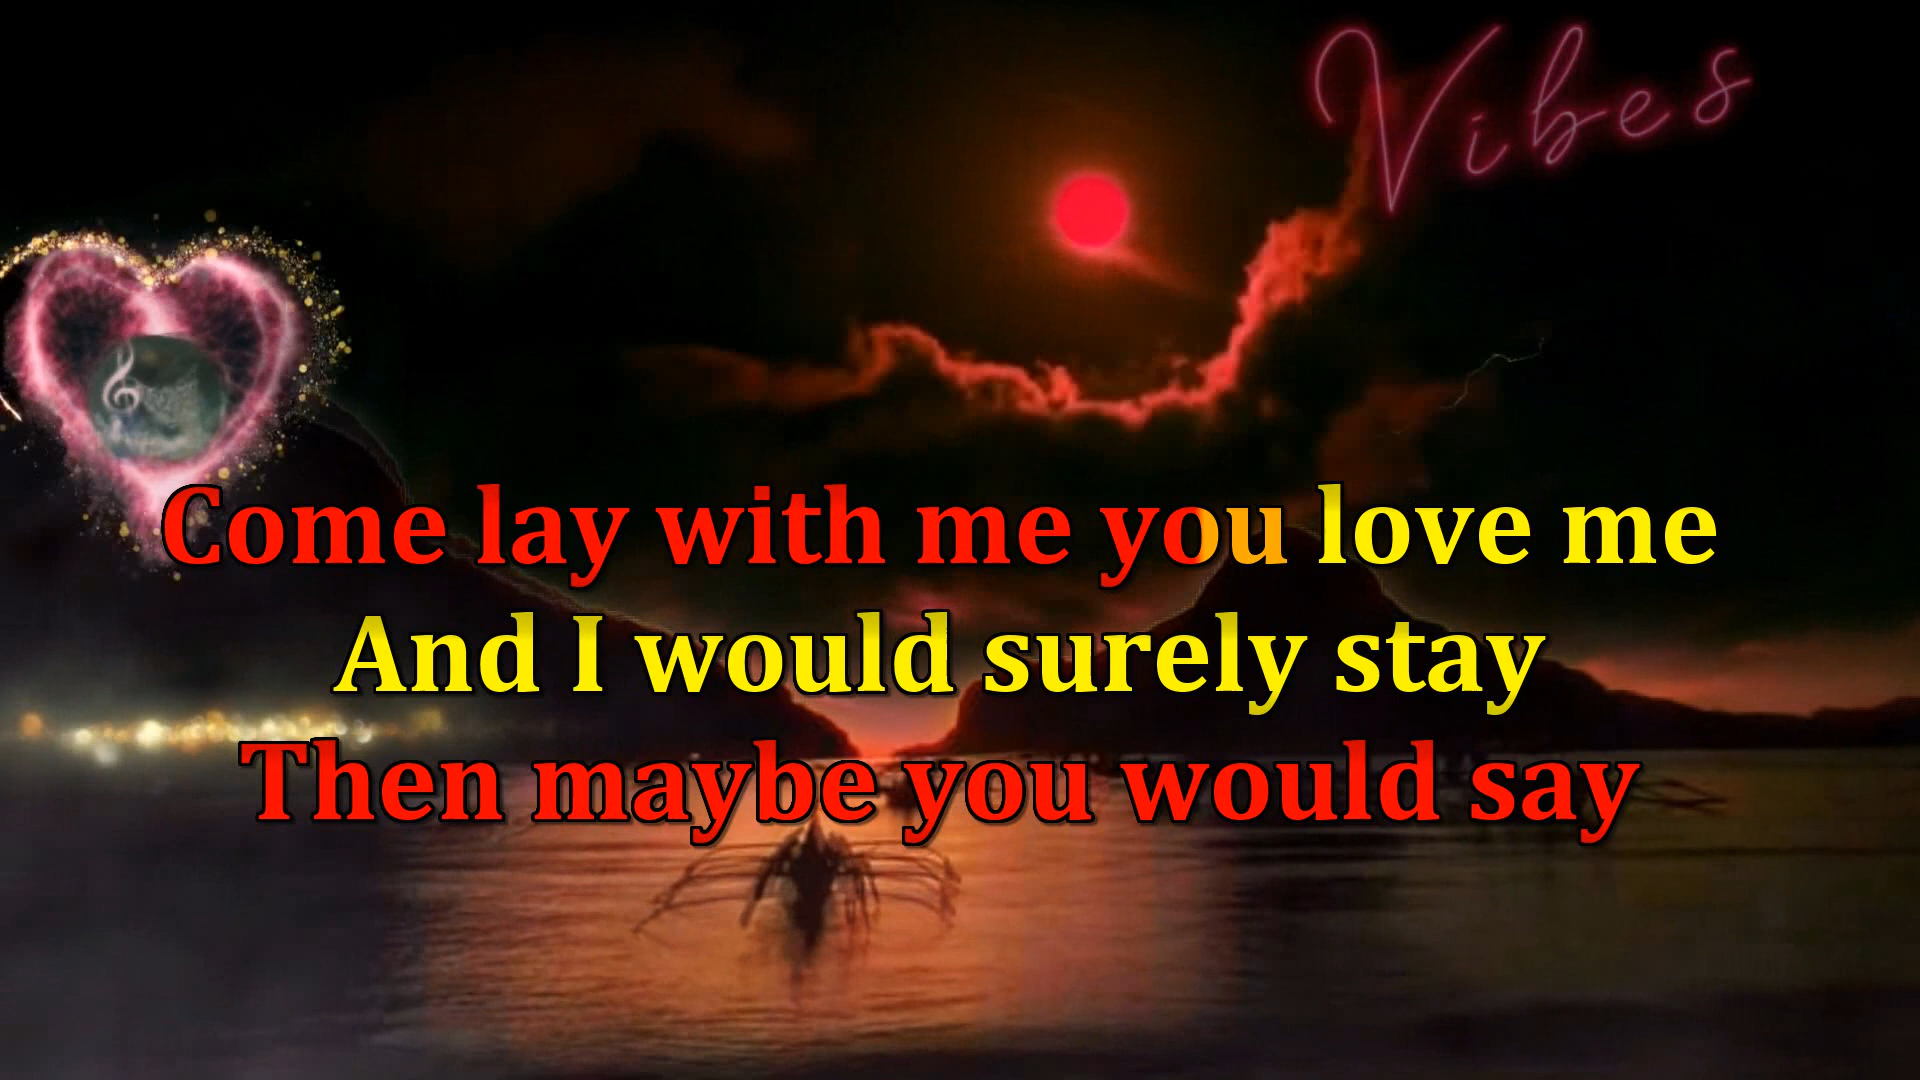 Vibes
Come lay with me you love me
And I would surely stay
Then maybe you would say